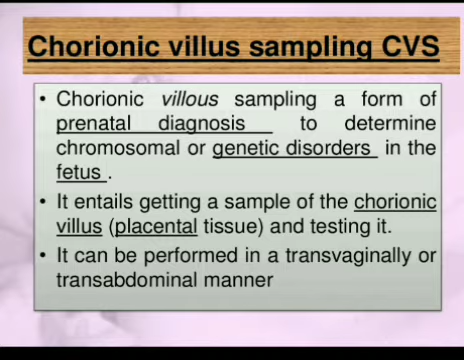 Chorionic villus sampling CVS
• Chorionic villous sampling a form of
prenatal diagnosis to determine
chromosomal or genetic disorders in the
fetus .
• It entails getting a sample of the chorionic
villus (placental tissue) and testing it.
• It can be performed in a transvaginally or
transabdominal manner